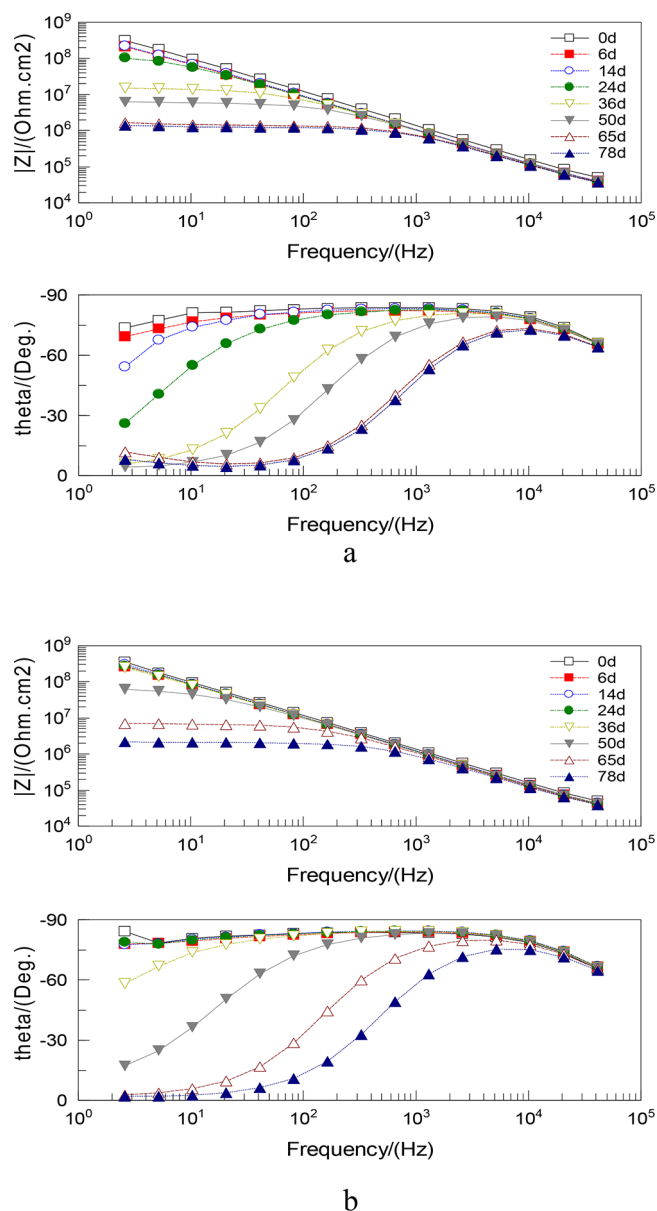 10^9
10^8
10^7
10^6
10^5
10^4
|Z|/(Ohm.cm2)
0d
6d
14d
24d
36d
50d
65d
78d
10^0 10^1 10^2 10^3 10^4 10^5
Frequency/(Hz)
-90
-60
-30
0
theta/(Deg.)
10^0 10^1 10^2 10^3 10^4 10^5
Frequency/(Hz)
a
10^9
10^8
10^7
10^6
10^5
10^4
|Z|/(Ohm.cm2)
0d
6d
14d
24d
36d
50d
65d
78d
10^0 10^1 10^2 10^3 10^4 10^5
Frequency/(Hz)
-90
-60
-30
0
theta/(Deg.)
10^0 10^1 10^2 10^3 10^4 10^5
Frequency/(Hz)
b